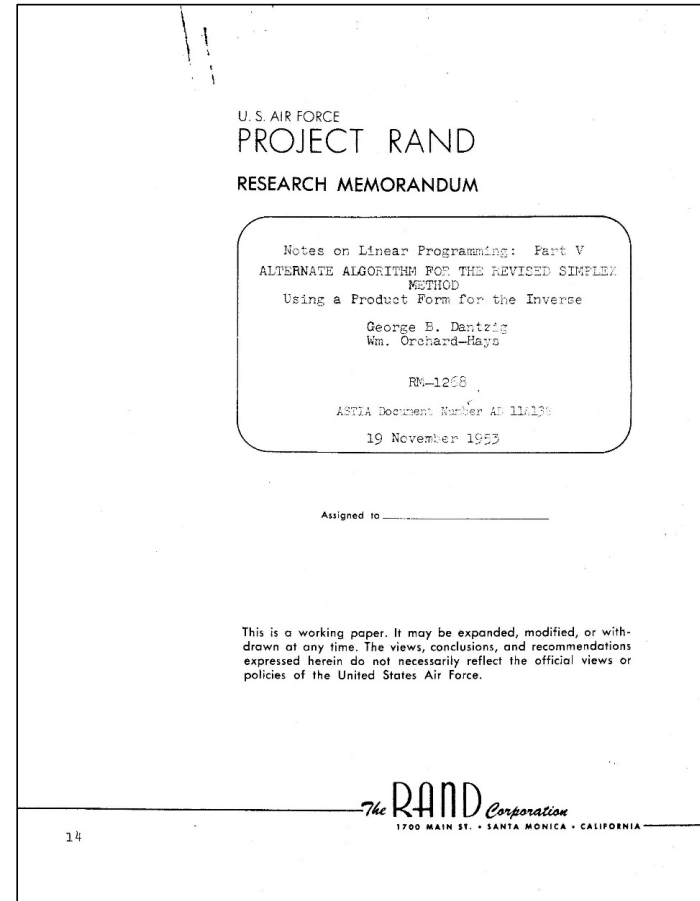 U. S. AIR FORCE
PROJECT RAND
RESEARCH MEMORANDUM
Notes on Linear Programming: Part V
ALTERNATE ALGORITHM FOR THE REVISED SIMPLEX
METHOD
Using a Product Form for the Inverse
George B. Dantzig
Wm. Orchard-Hays
RM-1268
ASTIA Document Number AD
19 November 1953
Assigned to
This is a working paper. It may be expanded, modified, or with-
drawn at any time. The views, conclusions, and recommendations
expressed herein do not necessarily reflect the official views or
policies of the United States Air Force.
The RAND Corporation
1700 MAIN ST. • SANTA MONICA • CALIFORNIA
14